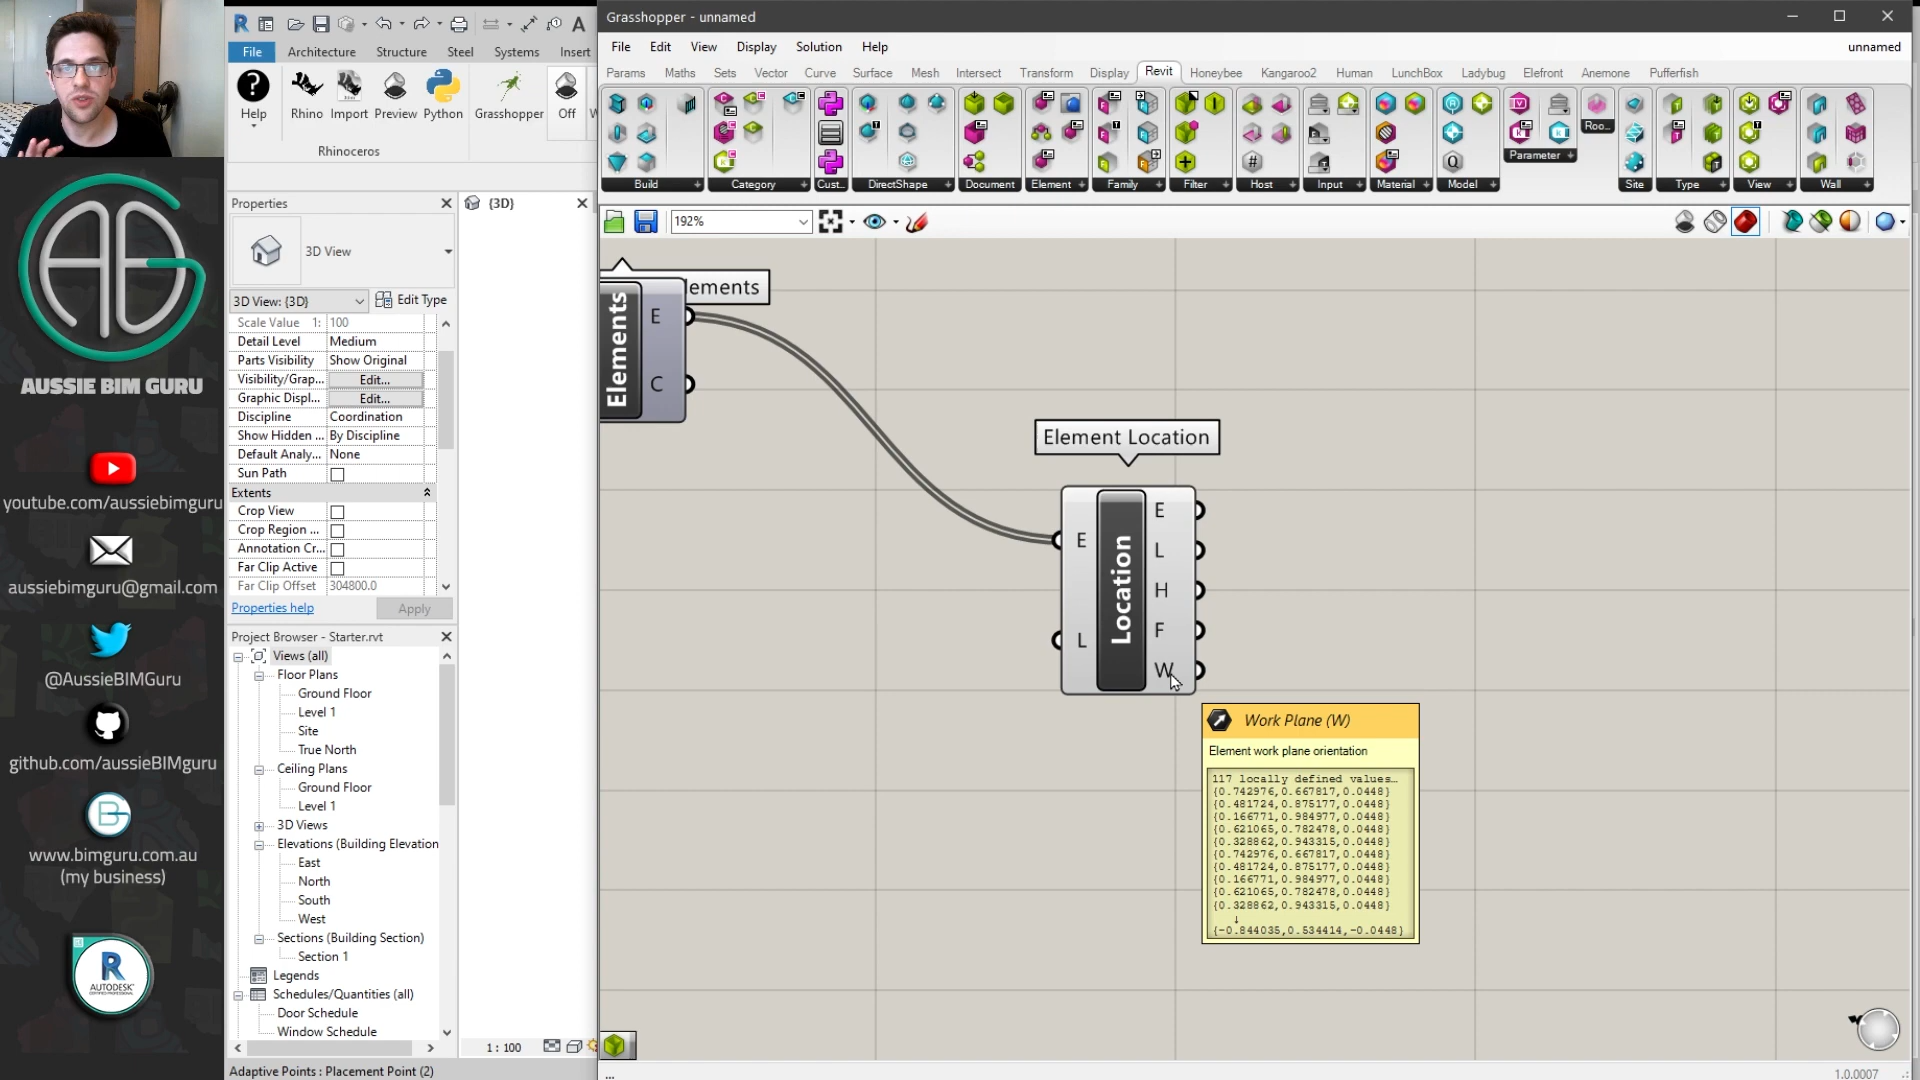 AUSSIE BIM GURU
youtube.com/aussiebimguru
aussiebimguru@gmail.com
@AussieBIMGuru
github.com/aussieBIMguru
www.bimguru.com.au
(my business)
R
AUTODESK
File
Architecture
Structure
Steel
Systems
Insert
Help
Rhino
Import
Preview
Python
Grasshopper
Off
Rhinoceros
Properties
{3D}
3D View
3D View: {3D}
Edit Type
Scale Value 1: 100
Detail Level Medium
Parts Visibility Show Original
Visibility/Grap... Edit...
Graphic Displ... Edit...
Discipline Coordination
Show Hidden ... By Discipline
Default Analy... None
Sun Path
Extents
Crop View
Crop Region ...
Annotation Cr...
Far Clip Active
Far Clip Offset 304800.0
Properties help
Apply
Project Browser - Starter.rvt
Views (all)
Floor Plans
Ground Floor
Level 1
Site
True North
Ceiling Plans
Ground Floor
Level 1
3D Views
Elevations (Building Elevation
East
North
South
West
Sections (Building Section)
Section 1
Legends
Schedules/Quantities (all)
Door Schedule
Window Schedule
1 : 100
Adaptive Points : Placement Point (2)
Grasshopper - unnamed
File Edit View Display Solution Help
unnamed
Params Maths Sets Vector Curve Surface Mesh Intersect Transform Display Revit Honeybee Kangaroo2 Human LunchBox Ladybug Elefront Anemone Pufferfish
Roo...
Parameter
Build Category Cust... DirectShape Document Element Family Filter Host Input Material Model Site Type View Wall
192%
lements
Elements
E
C
Element Location
Location
E
L
E
L
H
F
W
Work Plane (W)
Element work plane orientation
117 locally defined values...
{0.742976,0.667817,0.0448}
{0.481724,0.875177,0.0448}
{0.166771,0.984977,0.0448}
{0.621065,0.782478,0.0448}
{0.328862,0.943315,0.0448}
{0.742976,0.667817,0.0448}
{0.481724,0.875177,0.0448}
{0.166771,0.984977,0.0448}
{0.621065,0.782478,0.0448}
{0.328862,0.943315,0.0448}
{-0.844035,0.534414,-0.0448}
...
1.0.0007